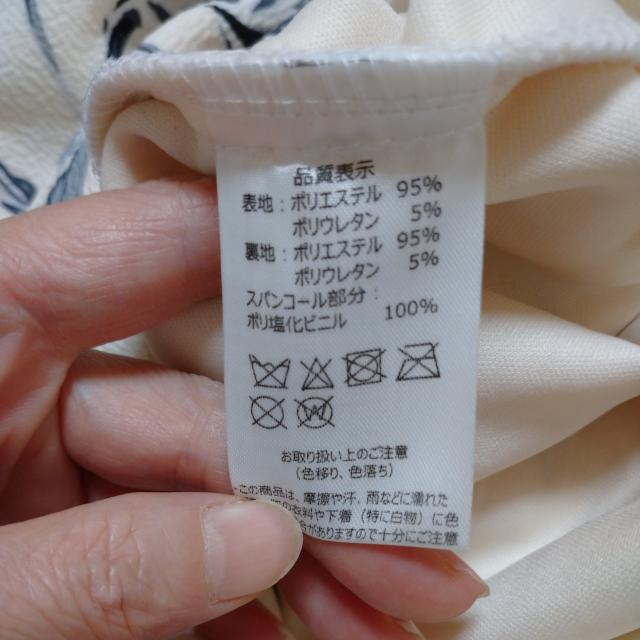 品質表示
表地：ポリエステル 95%
ポリウレタン 5%
裏地：ポリエステル 95%
ポリウレタン 5%
スパンコール部分：
ポリ塩化ビニル 100%
お取り扱い上のご注意
（色移り、色落ち）
この商品は、摩擦や汗、雨などに濡れた
の衣料や下着（特に白物）に色
がありますので十分にご注意